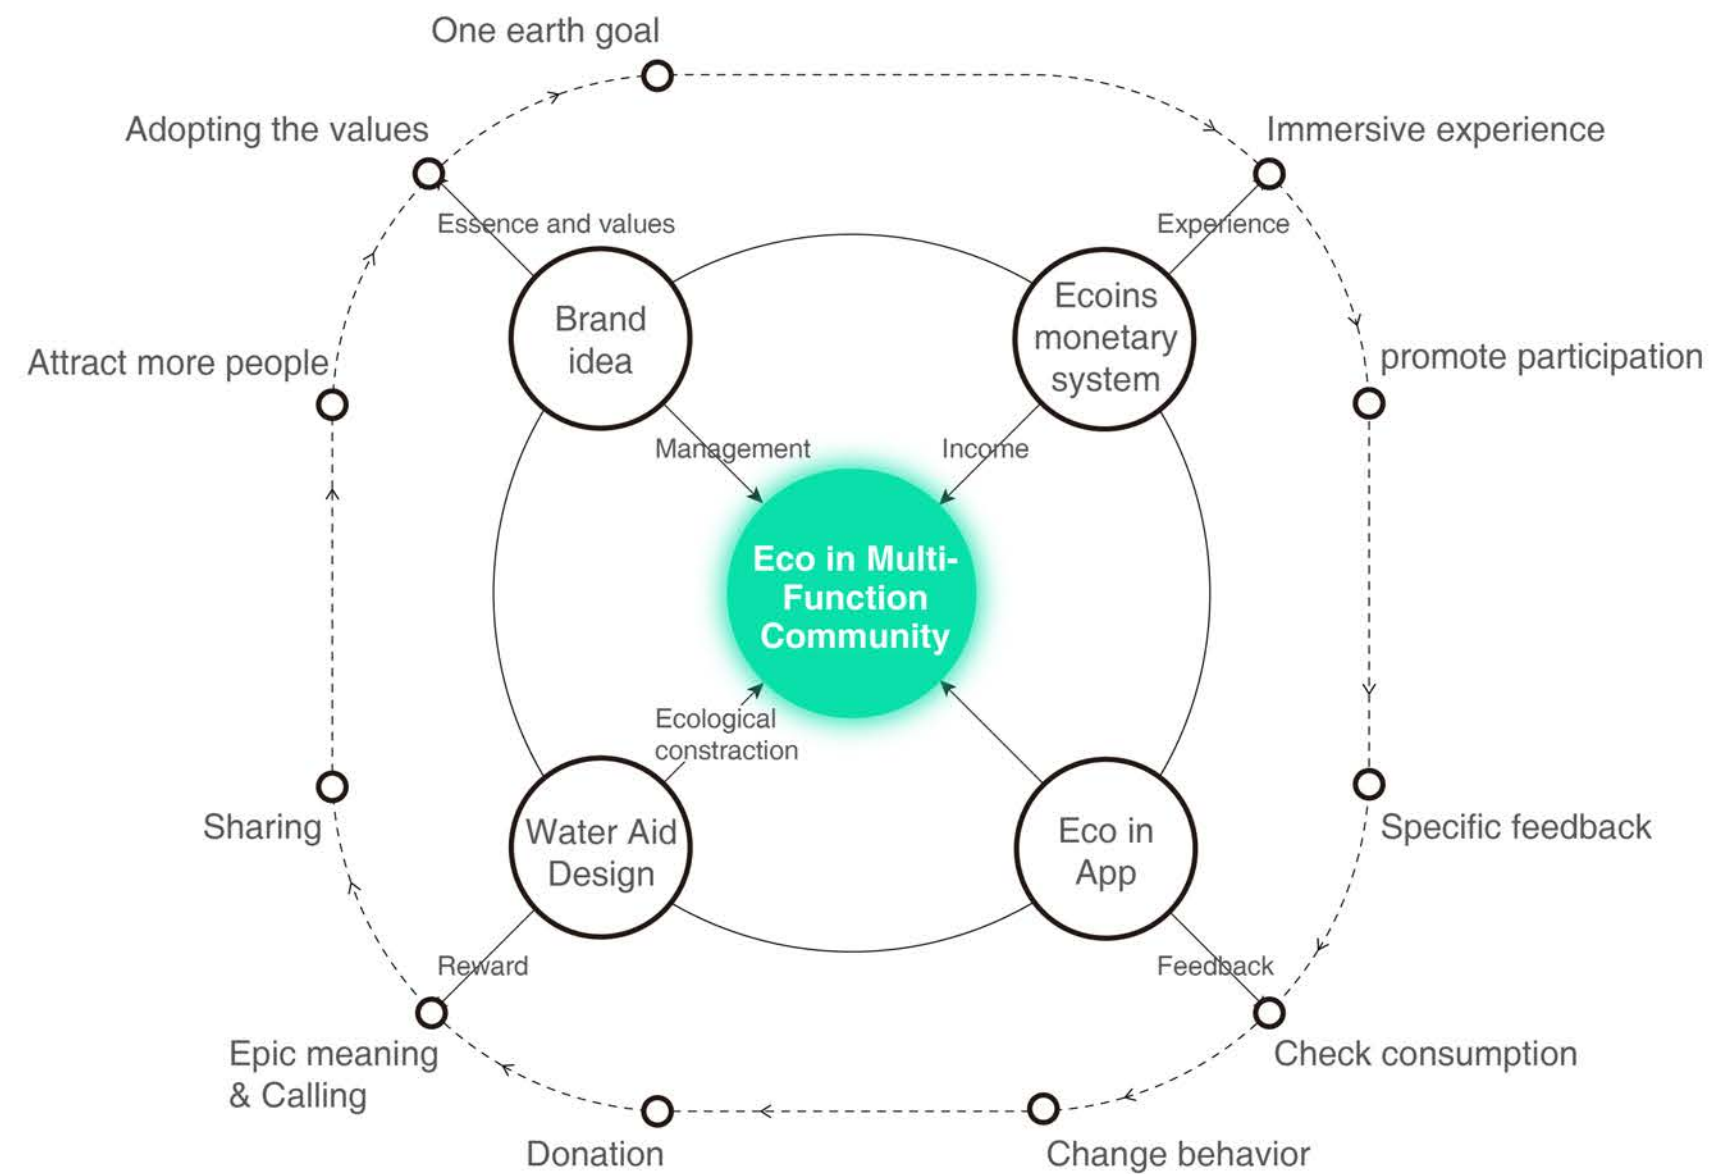 One earth goal
Adopting the values
Immersive experience
Essence and values
Experience
Brand
idea
Ecoins
monetary
system
Attract more people
promote participation
Management
Income
Eco in Multi-
Function
Community
Ecological
constraction
Sharing
Water Aid
Design
Eco in
App
Specific feedback
Reward
Feedback
Epic meaning
& Calling
Check consumption
Donation
Change behavior